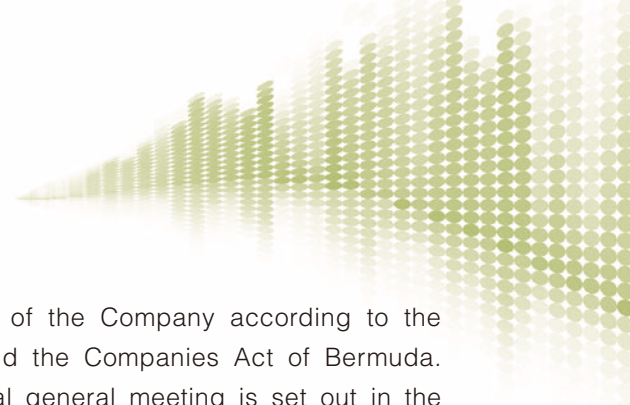 of the Company according to the
d the Companies Act of Bermuda.
al general meeting is set out in the